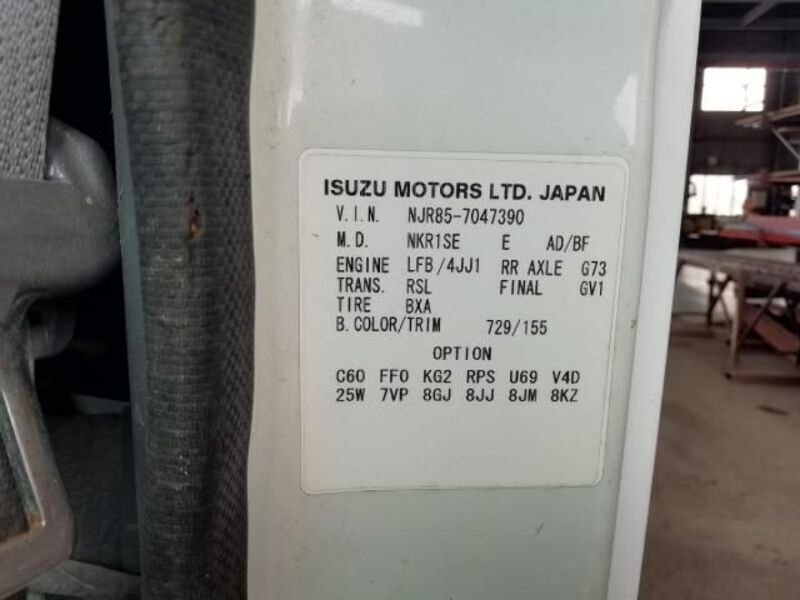 ISUZU MOTORS LTD. JAPAN
V.I.N. NJR85-7047390
M.D. NKR1SE E AD/BF
ENGINE LFB/4JJ1 RR AXLE G73
TRANS. RSL FINAL GV1
TIRE BXA
B.COLOR/TRIM 729/155
OPTION
C60 FF0 KG2 RPS U69 V4D
25W 7VP 8GJ 8JJ 8JM 8KZ